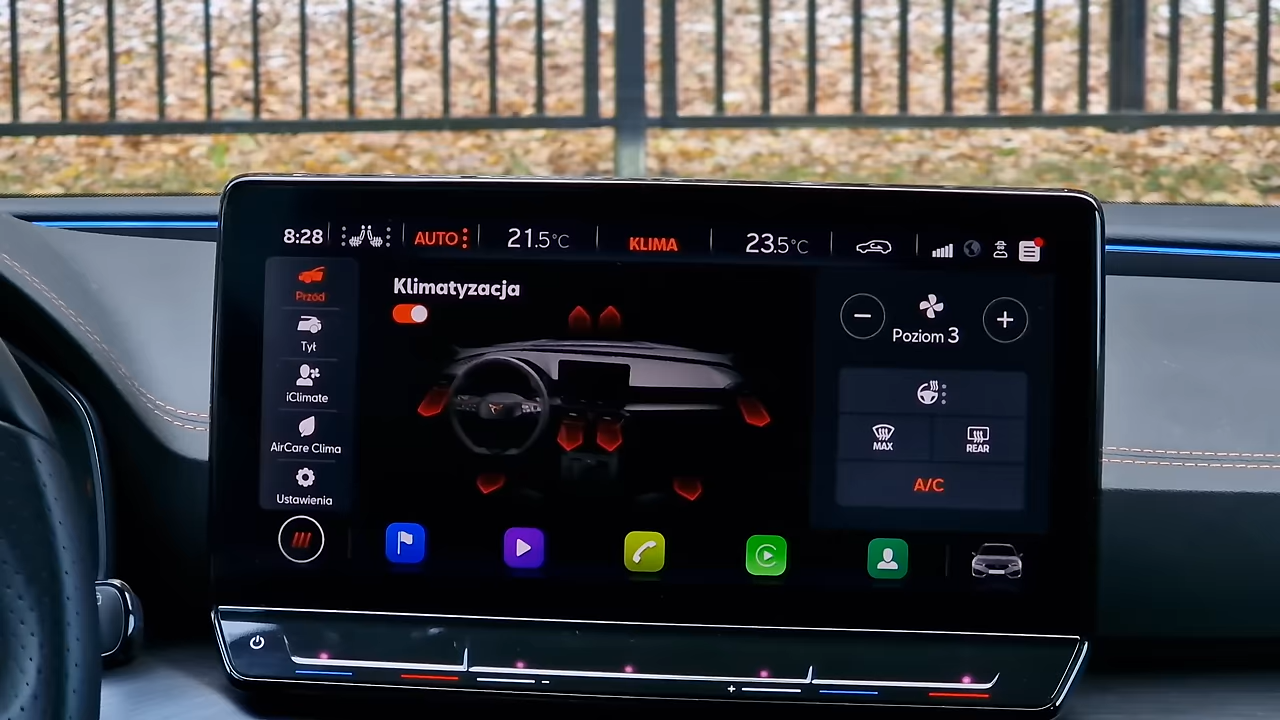 8:28 AUTO 21.5°C KLIMA 23.5°C
Przód
Tył
iClimate
AirCare Clima
Ustawienia
Klimatyzacja
Poziom 3
MAX
REAR
A/C
- +